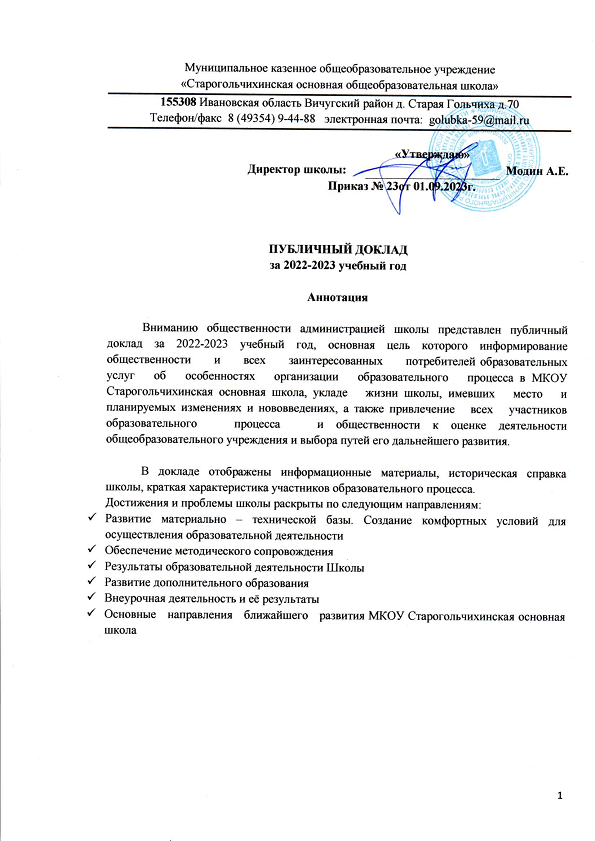 Муниципальное казенное общеобразовательное учреждение
«Старогольчихинская основная общеобразовательная школа»
155308 Ивановская область Вичугский район д. Старая Гольчиха д.70
Телефон/факс 8 (49354) 9-44-88 электронная почта: golubka-59@mail.ru
«Утверждаю»
Директор школы: Модин А.Е.
Приказ № 23от 01.09.2023г.
ПУБЛИЧНЫЙ ДОКЛАД
за 2022-2023 учебный год
Аннотация
Вниманию общественности администрацией школы представлен публичный
доклад за 2022-2023 учебный год, основная цель которого информирование
общественности и всех заинтересованных потребителей образовательных
услуг об особенностях организации образовательного процесса в МКОУ
Старогольчихинская основная школа, укладе жизни школы, имевших место и
планируемых изменениях и нововведениях, а также привлечение всех участников
образовательного процесса и общественности к оценке деятельности
общеобразовательного учреждения и выбора путей его дальнейшего развития.
В докладе отображены информационные материалы, историческая справка
школы, краткая характеристика участников образовательного процесса.
Достижения и проблемы школы раскрыты по следующим направлениям:
✓ Развитие материально – технической базы. Создание комфортных условий для
осуществления образовательной деятельности
✓ Обеспечение методического сопровождения
✓ Результаты образовательной деятельности Школы
✓ Развитие дополнительного образования
✓ Внеурочная деятельность и её результаты
✓ Основные направления ближайшего развития МКОУ Старогольчихинская основная
школа
1